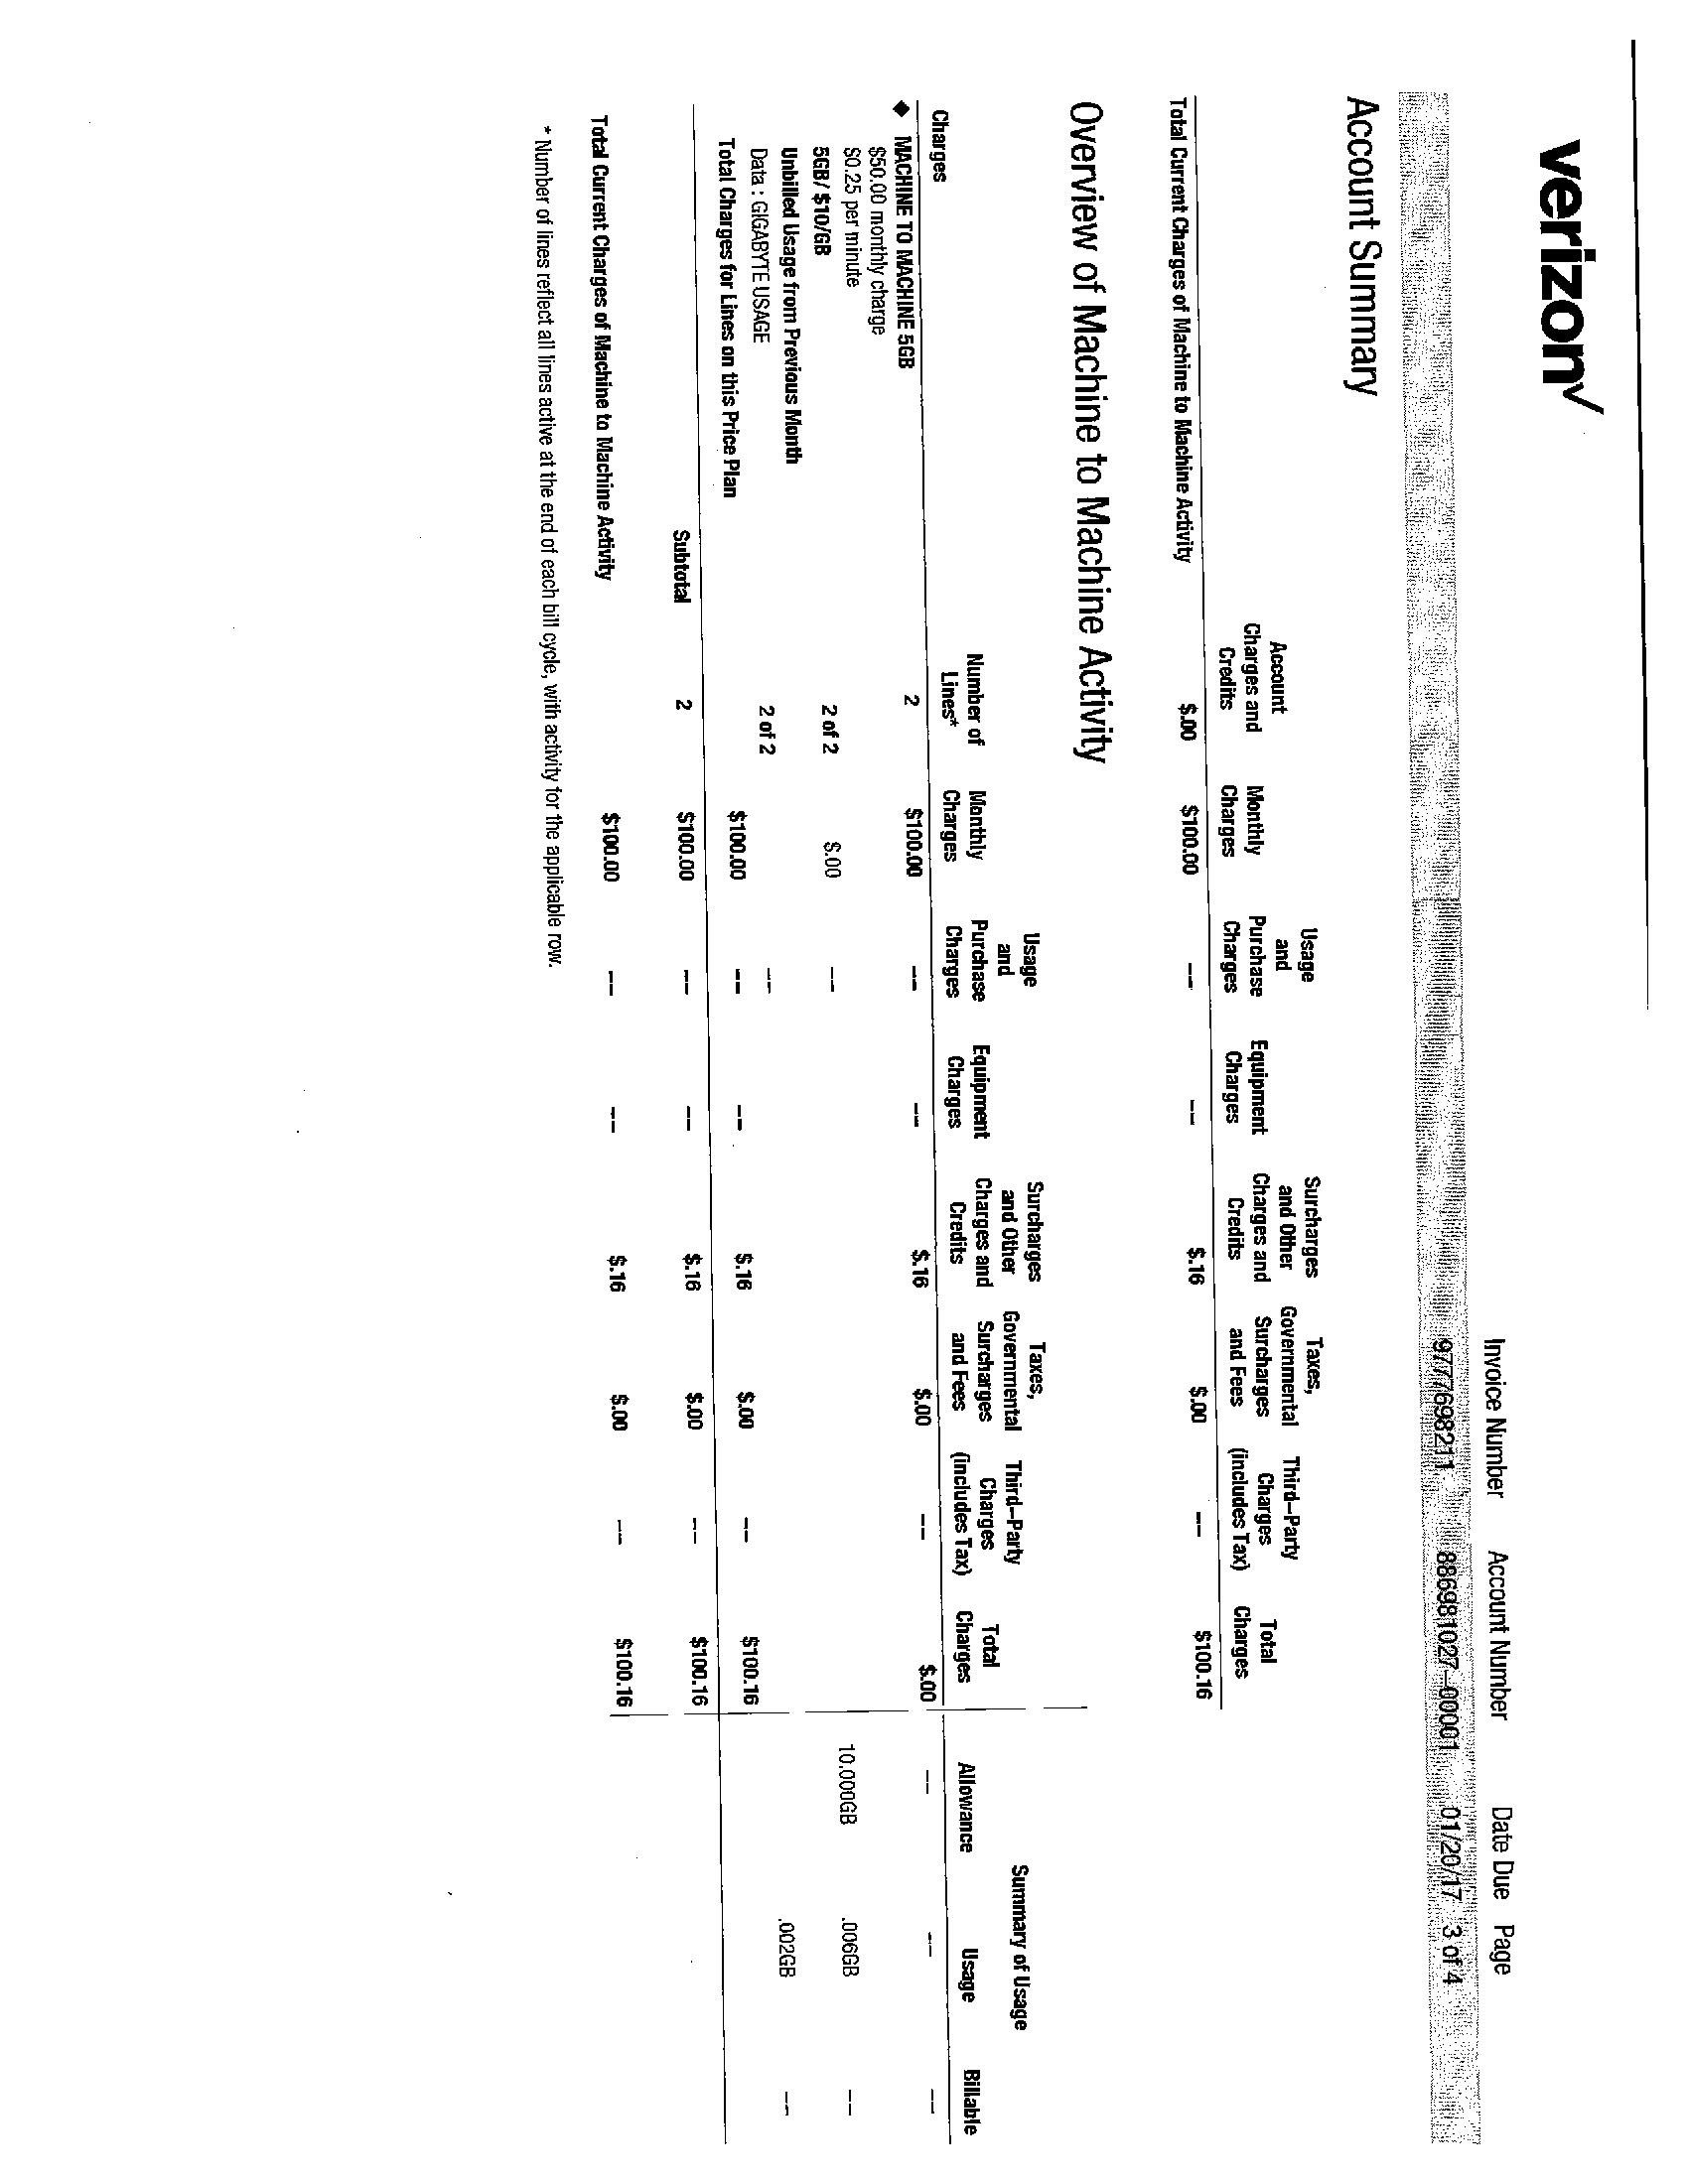 verizon✓
Invoice Number Account Number Date Due Page
9777698211 886981027-00001 01/20/17 3 of 4
Account Summary
Account Charges and Credits Monthly Charges Usage and Purchase Charges Equipment Charges Surcharges and Other Charges and Credits Taxes, Governmental Surcharges and Fees Third-Party Charges (includes Tax) Total Charges
Total Current Charges of Machine to Machine Activity $.00 $100.00 -- -- $.16 $.00 -- $100.16
Overview of Machine to Machine Activity
Summary of Usage
Charges Number of Lines* Monthly Charges Usage and Purchase Charges Equipment Charges Surcharges and Other Charges and Credits Taxes, Governmental Surcharges and Fees Third-Party Charges (includes Tax) Total Charges Allowance Usage Billable
◆ MACHINE TO MACHINE 5GB 2 $100.00 -- -- $.16 $.00 -- $.00 -- -- --
$50.00 monthly charge
$0.25 per minute
5GB/ $10/GB 2 of 2 $.00 -- 10.000GB .006GB --
Unbilled Usage from Previous Month
Data : GIGABYTE USAGE 2 of 2 -- .002GB --
Total Charges for Lines on this Price Plan $100.00 -- -- $.16 $.00 -- $100.16
Subtotal 2 $100.00 -- -- $.16 $.00 -- $100.16
Total Current Charges of Machine to Machine Activity $100.00 -- -- $.16 $.00 -- $100.16
* Number of lines reflect all lines active at the end of each bill cycle, with activity for the applicable row.